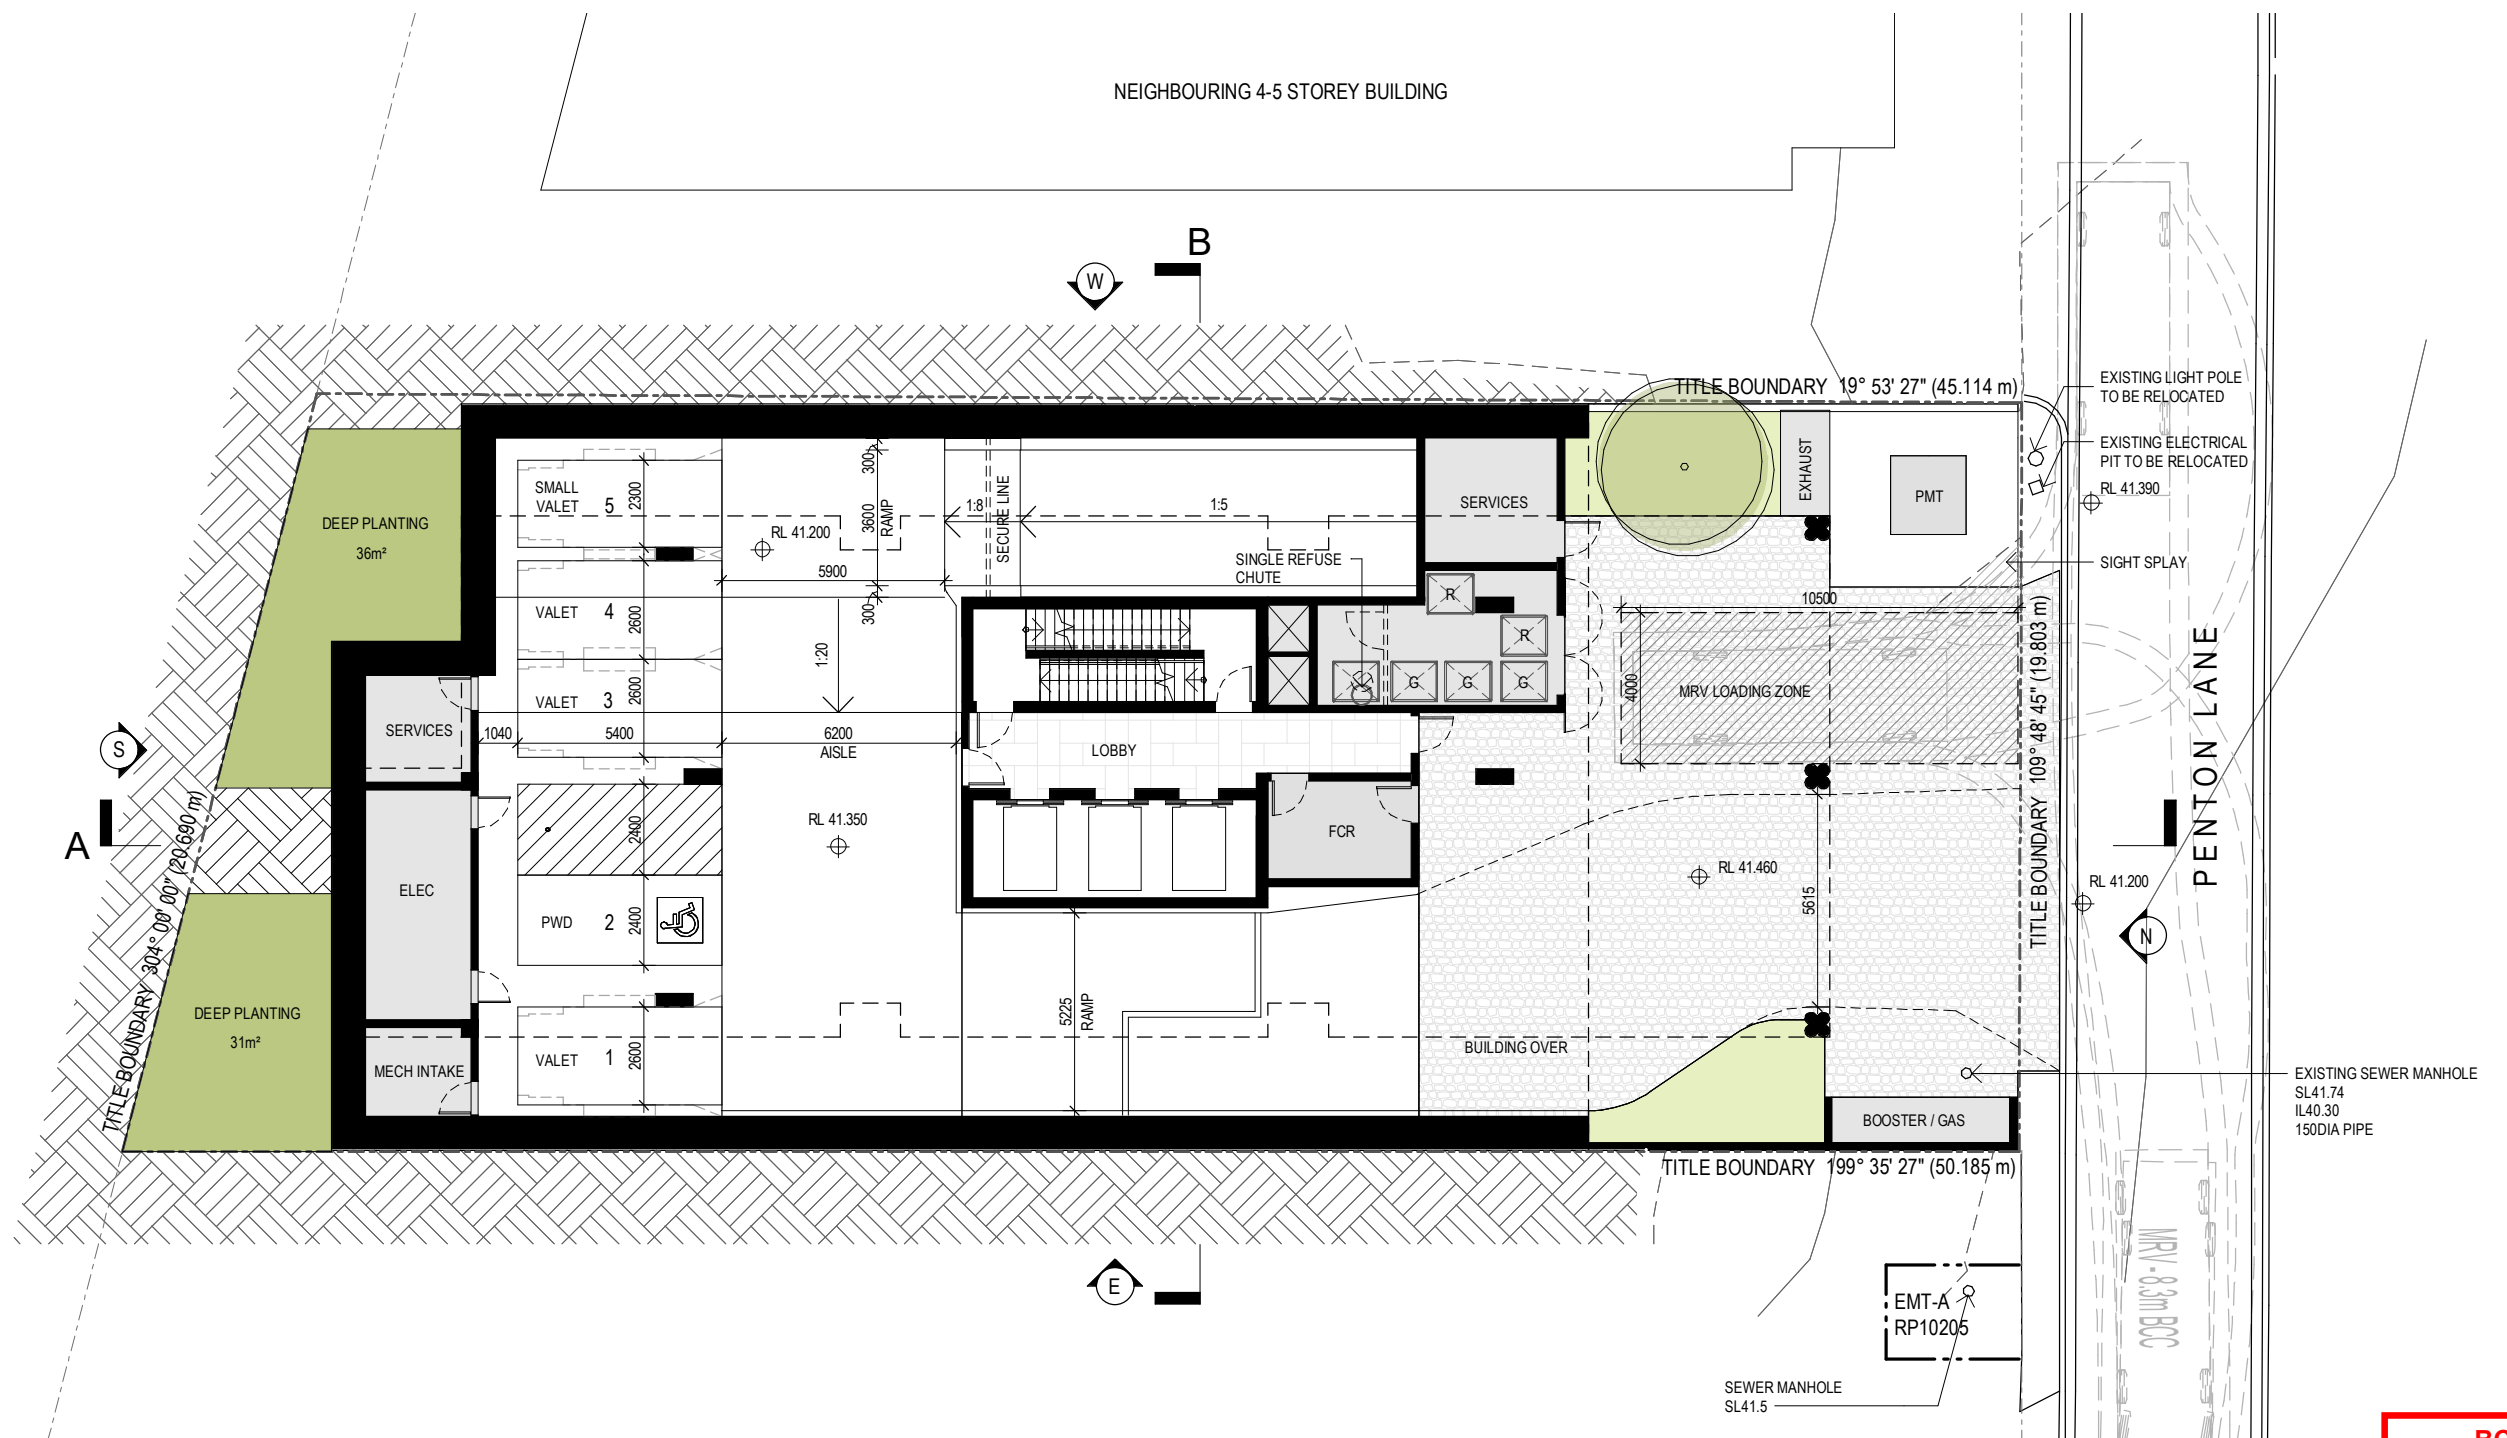 NEIGHBOURING 4-5 STOREY BUILDING
B
W
TITLE BOUNDARY 19° 53' 27" (45.114 m)
EXISTING LIGHT POLE
TO BE RELOCATED
EXISTING ELECTRICAL
PIT TO BE RELOCATED
RL 41.390
SIGHT SPLAY
DEEP PLANTING
36m²
SMALL
VALET 5
2300
300
3600
RAMP
300
RL 41.200
5900
1:8
SECURE LINE
1:5
SERVICES
EXHAUST
PMT
SINGLE REFUSE
CHUTE
R
R
G
G
G
10500
4000
MRV LOADING ZONE
VALET 4
2600
VALET 3
2600
1:20
SERVICES
1040
5400
6200
AISLE
LOBBY
S
A
ELEC
2400
RL 41.350
FCR
RL 41.460
5615
TITLE BOUNDARY 109° 48' 45" (19.803 m)
PENTON LANE
RL 41.200
N
PWD 2
2400
TITLE BOUNDARY 304° 00' 00" (20.690 m)
DEEP PLANTING
31m²
MECH INTAKE
VALET 1
2600
5225
RAMP
BUILDING OVER
BOOSTER / GAS
EXISTING SEWER MANHOLE
SL41.74
IL40.30
150DIA PIPE
TITLE BOUNDARY 199° 35' 27" (50.185 m)
E
EMT-A
RP10205
MRV - 8.3m BCC
SEWER MANHOLE
SL41.5